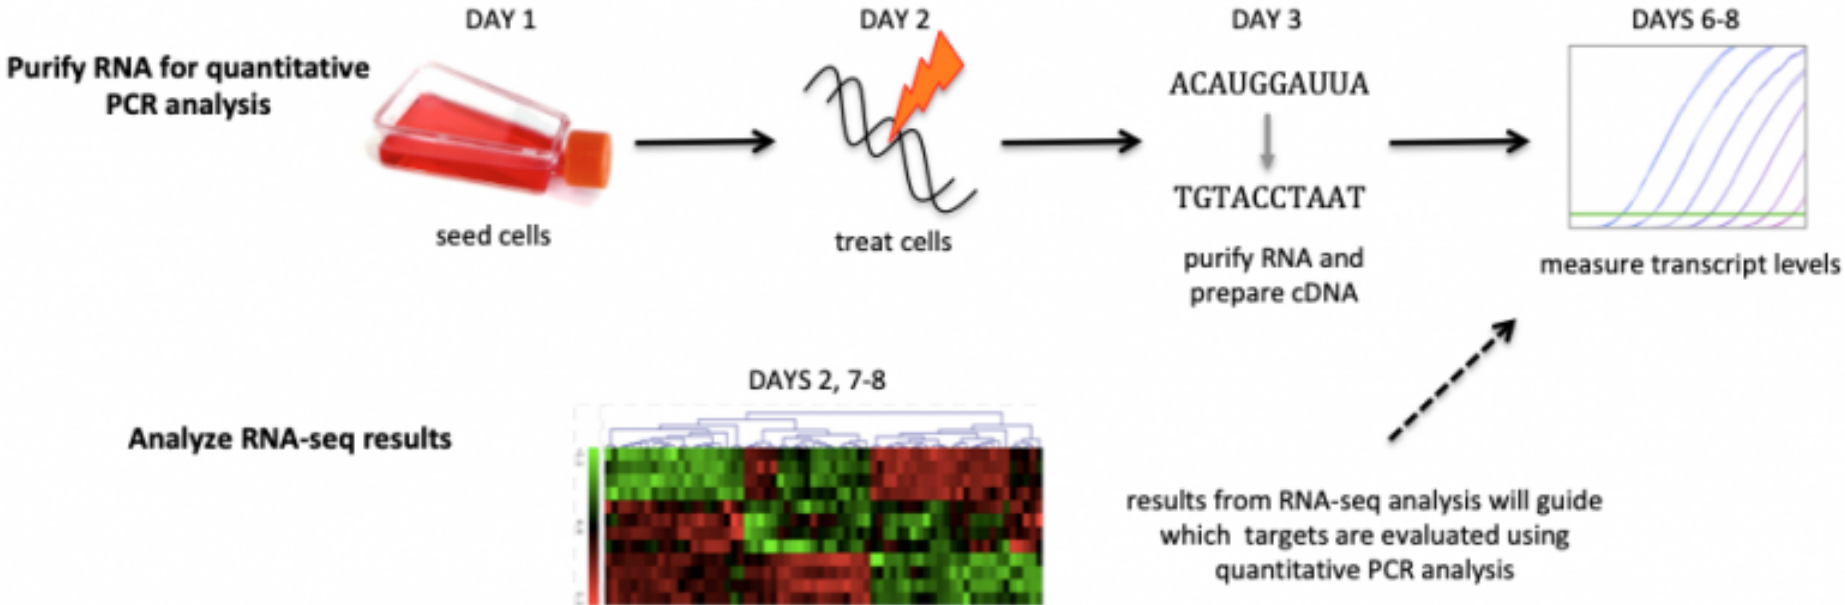 DAY 1
DAY 2
DAY 3
DAYS 6-8
Purify RNA for quantitative
PCR analysis
ACAUGGAUUA
TGTACCTAAT
seed cells
treat cells
purify RNA and
prepare cDNA
measure transcript levels
DAYS 2, 7-8
Analyze RNA-seq results
results from RNA-seq analysis will guide
which targets are evaluated using
quantitative PCR analysis